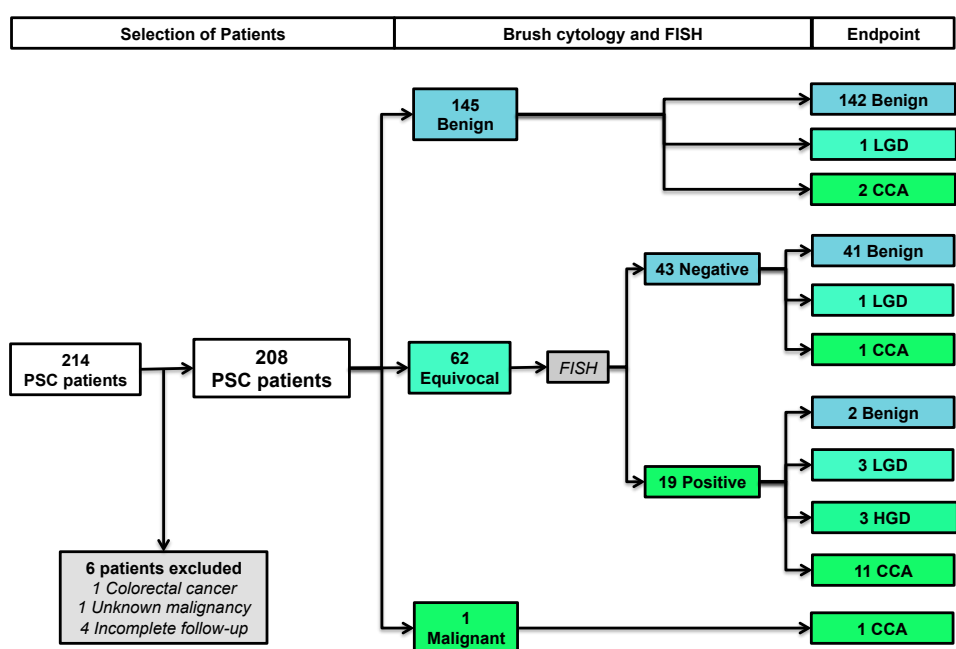 Selection of Patients
Brush cytology and FISH
Endpoint
145
Benign
142 Benign
1 LGD
2 CCA
43 Negative
41 Benign
1 LGD
1 CCA
214
PSC patients
208
PSC patients
62
Equivocal
FISH
2 Benign
19 Positive
3 LGD
3 HGD
11 CCA
6 patients excluded
1 Colorectal cancer
1 Unknown malignancy
4 Incomplete follow-up
1
Malignant
1 CCA